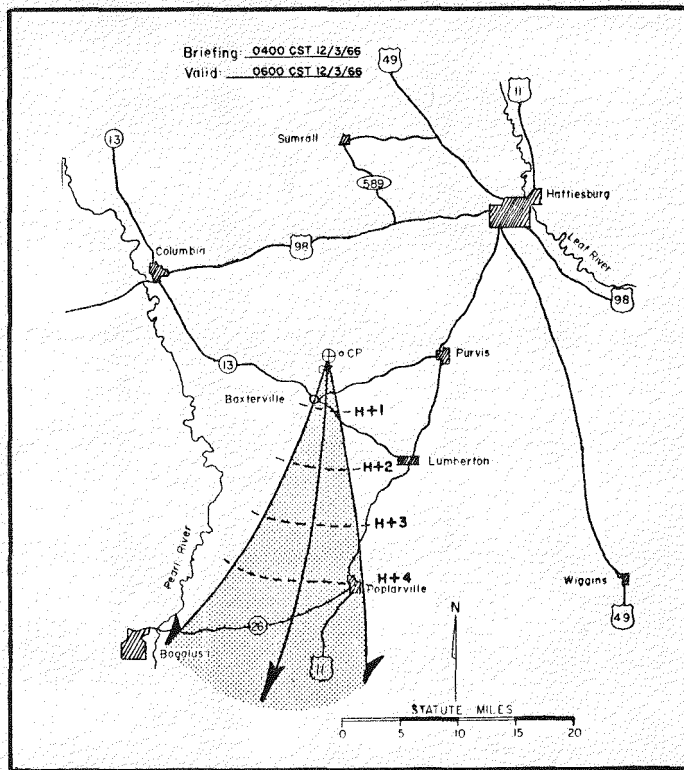 Briefing: 0400 CST 12/3/66
Valid: 0600 CST 12/3/66
49
11
13
Sumrall
589
Hattiesburg
Leaf River
98
Columbia
98
CP
Purvis
13
Baxterville
H+1
H+2
Lumberton
H+3
Pearl River
H+4
Poplarville
Wiggins
26
N
49
Bogalusa
11
STATUTE MILES
0 5 10 15 20